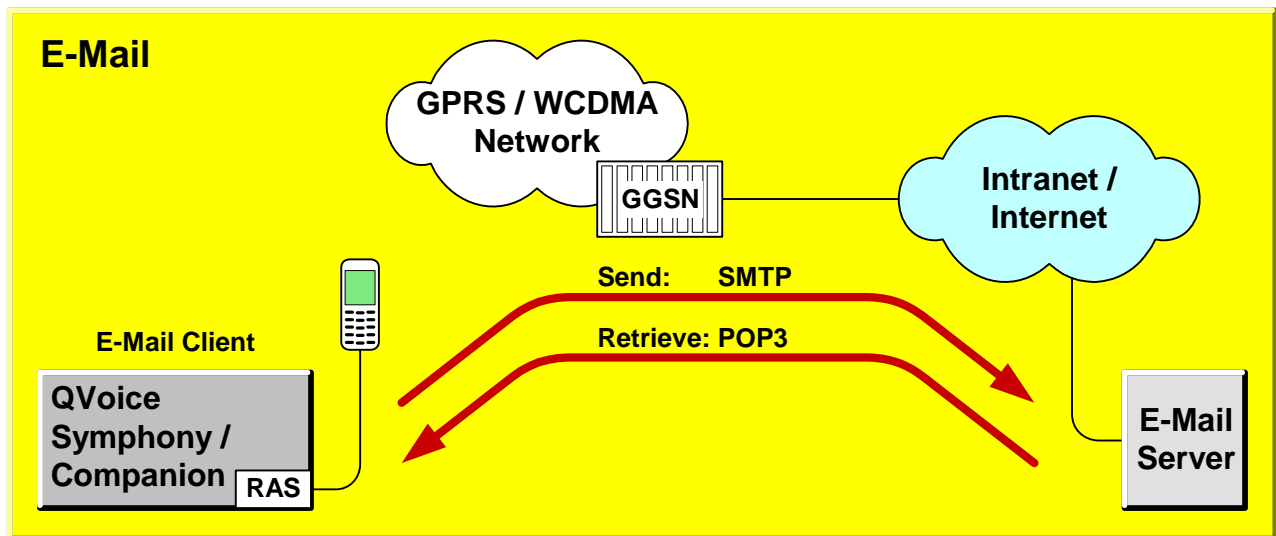 E-Mail
GPRS / WCDMA
Network
GGSN
Intranet /
Internet
Send: SMTP
Retrieve: POP3
E-Mail Client
QVoice
Symphony /
Companion
RAS
E-Mail
Server